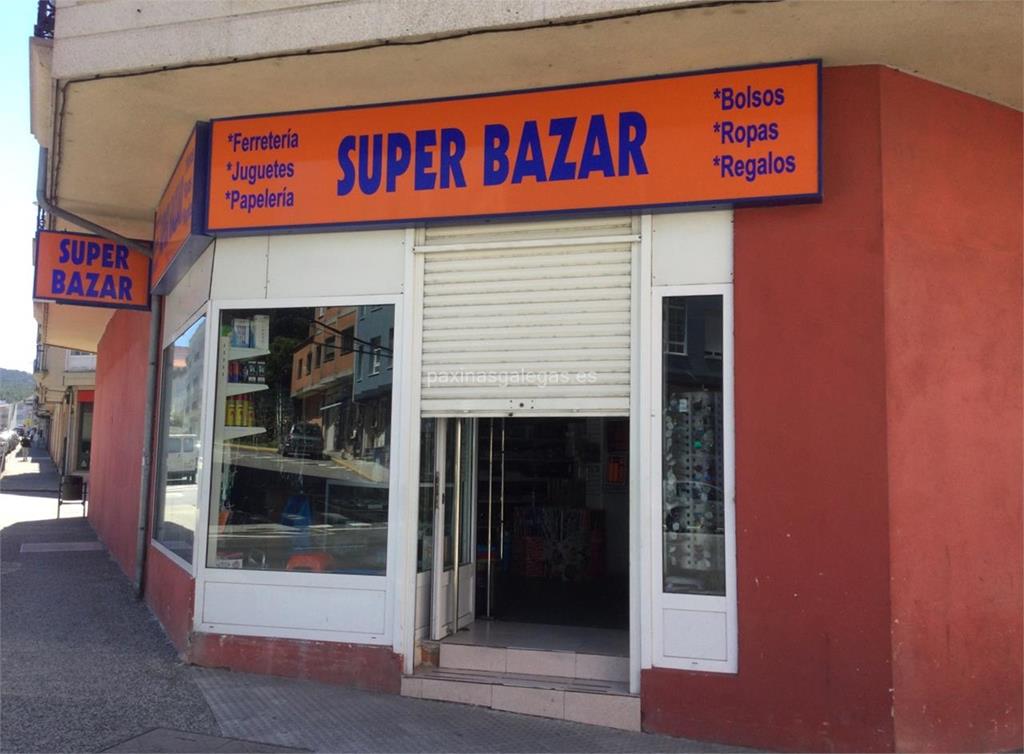 *Ferretería
*Juguetes
*Papelería
SUPER BAZAR
*Bolsos
*Ropas
*Regalos
SUPER
BAZAR
paxinasgalegas.es